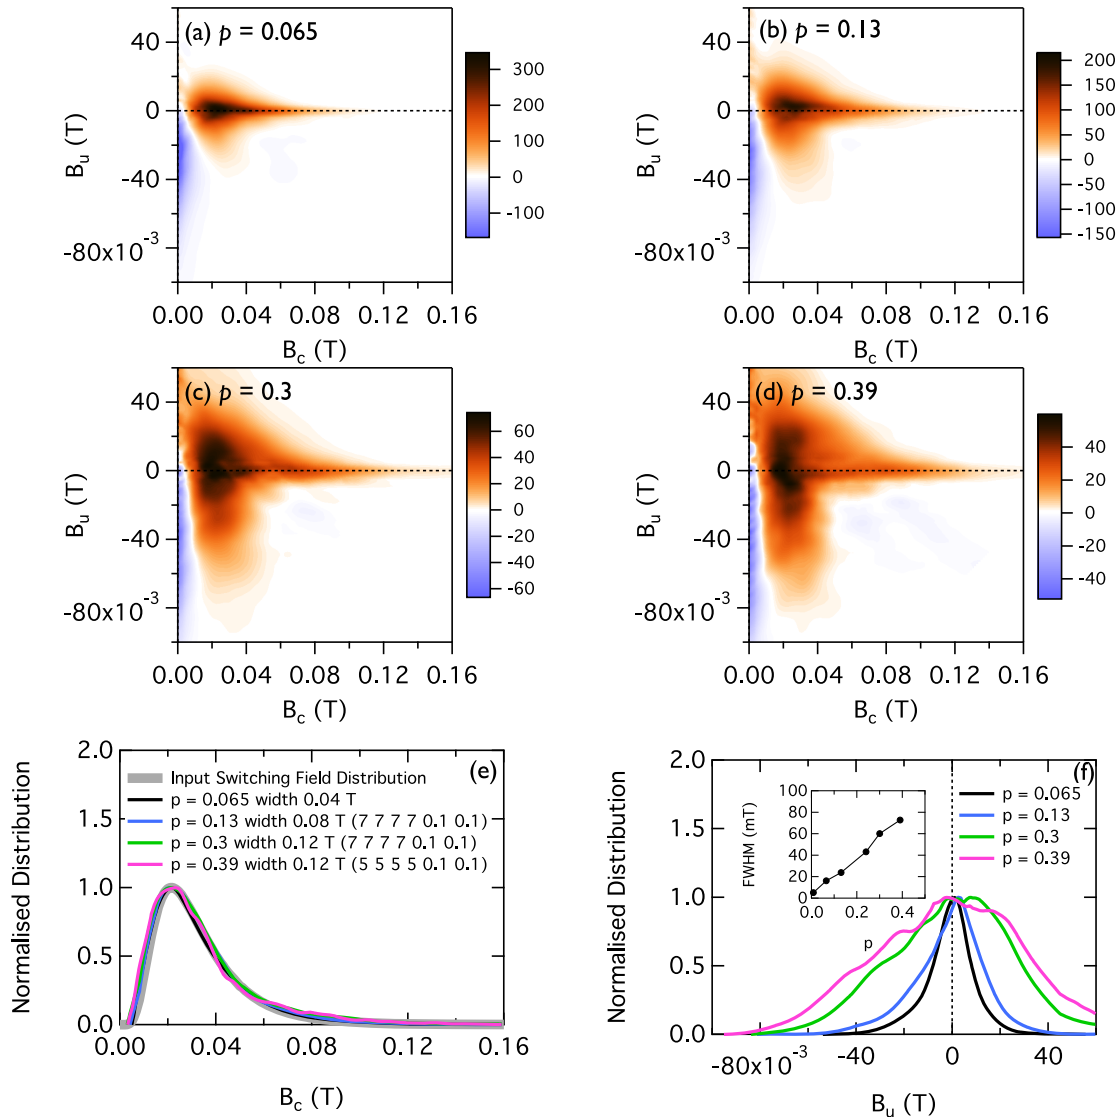 (a) p = 0.065
40
0
-40
-80x10⁻³
B_u (T)
0.00 0.04 0.08 0.12 0.16
B_c (T)
300
200
100
0
-100
(b) p = 0.13
40
0
-40
-80x10⁻³
B_u (T)
0.00 0.04 0.08 0.12 0.16
B_c (T)
200
150
100
50
0
-50
-100
-150
(c) p = 0.3
40
0
-40
-80x10⁻³
B_u (T)
0.00 0.04 0.08 0.12 0.16
B_c (T)
60
40
20
0
-20
-40
-60
(d) p = 0.39
40
0
-40
-80x10⁻³
B_u (T)
0.00 0.04 0.08 0.12 0.16
B_c (T)
40
20
0
-20
-40
(e)
Input Switching Field Distribution
p = 0.065 width 0.04 T
p = 0.13 width 0.08 T (7 7 7 7 0.1 0.1)
p = 0.3 width 0.12 T (7 7 7 7 0.1 0.1)
p = 0.39 width 0.12 T (5 5 5 5 0.1 0.1)
2.0
1.5
1.0
0.5
0.0
Normalised Distribution
0.00 0.04 0.08 0.12 0.16
B_c (T)
(f)
p = 0.065
p = 0.13
p = 0.3
p = 0.39
2.0
1.5
1.0
0.5
0.0
Normalised Distribution
100
80
60
40
20
0
FWHM (mT)
0.0 0.2 0.4
p
-80x10⁻³ -40 0 40
B_u (T)